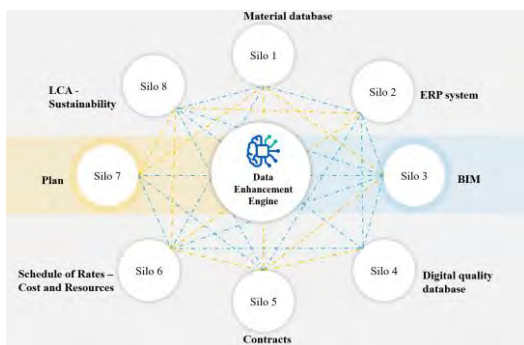 Material database
Silo 1
Silo 2
ERP system
Silo 3
BIM
Silo 4
Digital quality
database
Silo 5
Contracts
Silo 6
Schedule of Rates –
Cost and Resources
Silo 7
Plan
Silo 8
LCA -
Sustainability
Data
Enhancement
Engine